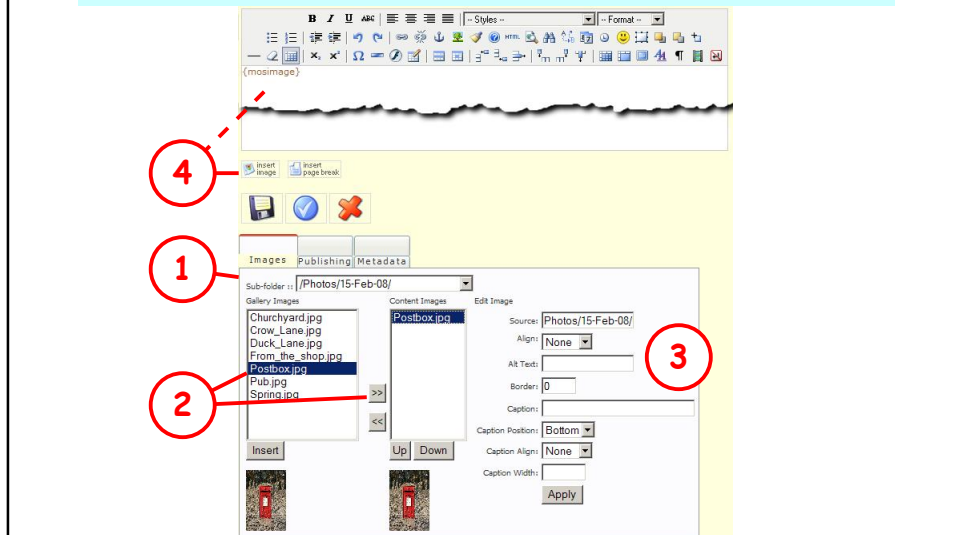 B I U ABC -- Styles -- -- Format --
HTML
{mosimage}
4
insert image
insert page break
Images Publishing Metadata
1
Sub-folder :: /Photos/15-Feb-08/
Gallery Images Content Images Edit Image
Churchyard.jpg Postbox.jpg Source: Photos/15-Feb-08/
Crow_Lane.jpg
Duck_Lane.jpg Align: None
From_the_shop.jpg
3
Postbox.jpg Alt Text:
Pub.jpg Border: 0
Spring.jpg >>
2
Caption:
<<
Caption Position: Bottom
Insert Up Down Caption Align: None
Caption Width:
Apply